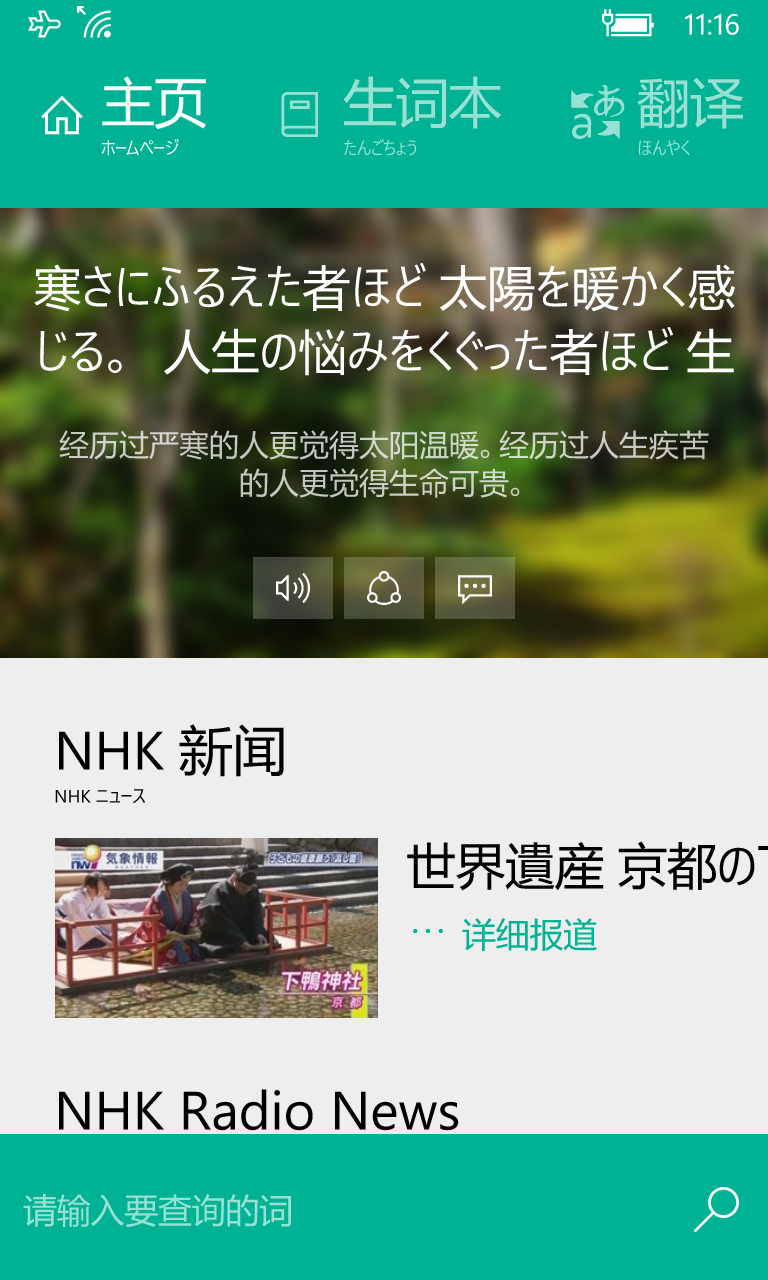 11:16
主页
ホームページ
生词本
たんごちょう
翻译
ほんやく
寒さにふるえた者ほど 太陽を暖かく感
じる。 人生の悩みをくぐった者ほど 生
经历过严寒的人更觉得太阳温暖。经历过人生疾苦
的人更觉得生命可贵。
NHK 新闻
NHK ニュース
気象情報
下鴨神社
京都
世界遺産 京都の下
··· 详细报道
NHK Radio News
请输入要查询的词